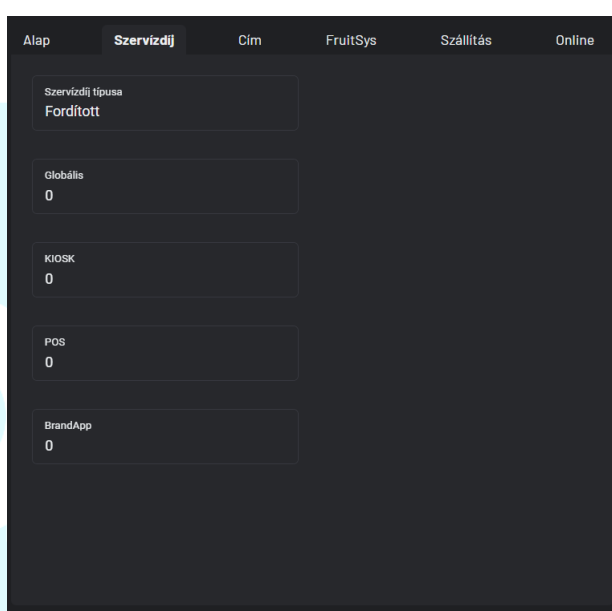 Alap Szervízdíj Cím FruitSys Szállítás Online
Szervízdíj típusa
Fordított
Globális
0
KIOSK
0
POS
0
BrandApp
0